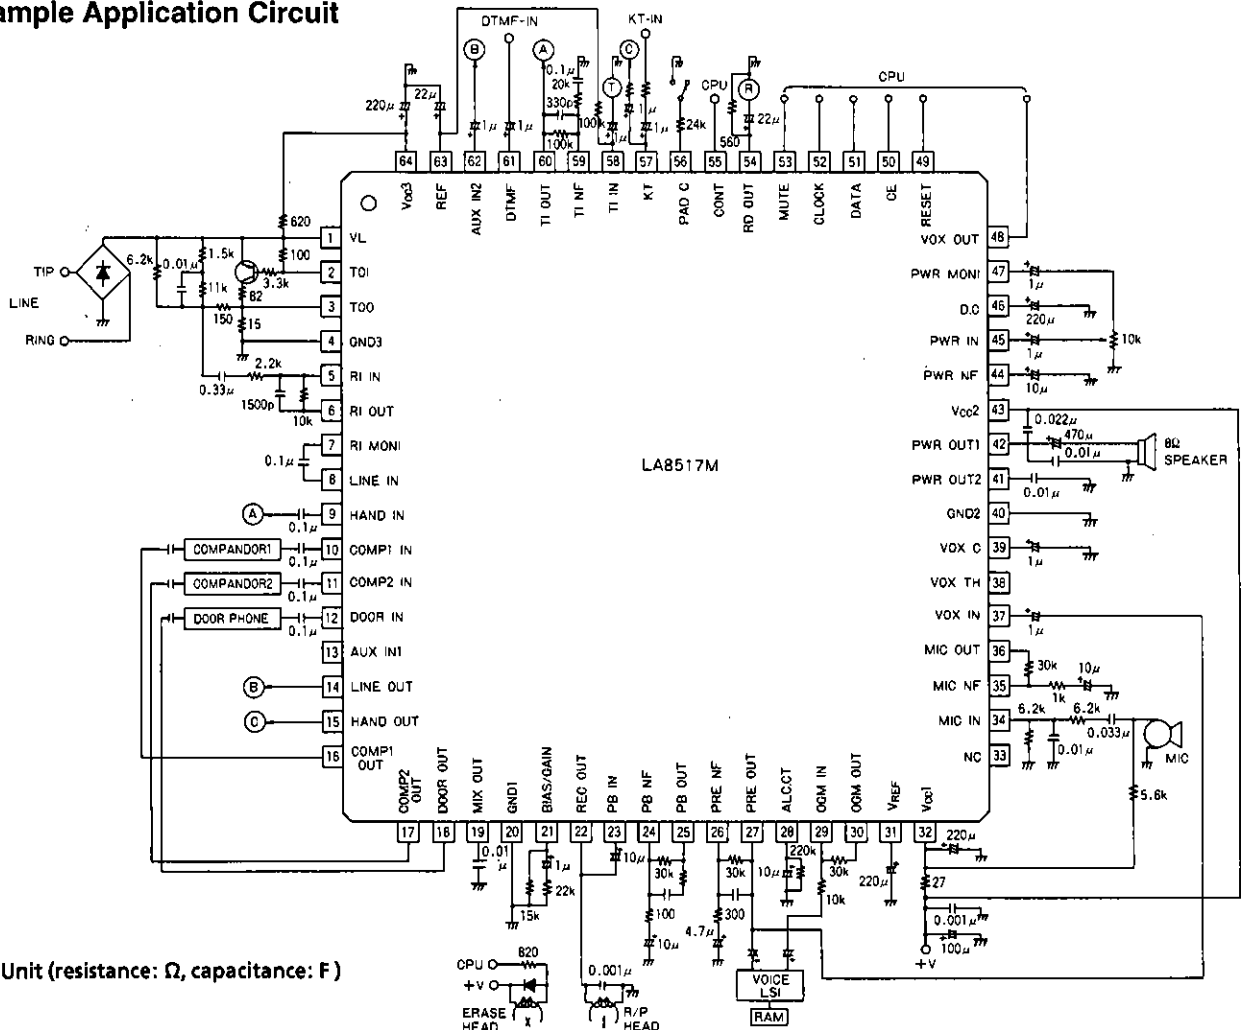 ample Application Circuit
DTMF-IN
KT-IN
B
A
C
T
R
CPU
CPU
220μ
22μ
1μ
1μ
0.1μ
20k
330p
100k
100k
1μ
1μ
1μ
24k
560
22μ
64 63 62 61 60 59 58 57 56 55 54 53 52 51 50 49
Vcc3
REF
AUX IN2
DTMF
TI OUT
TI NF
TI IN
KT
PAD C
CONT
RD OUT
MUTE
CLOCK
DATA
CE
RESET
TIP
LINE
RING
620
100
6.2k
0.01μ
1.5k
11k
3.3k
82
150
15
2.2k
0.33μ
1500p
10k
0.1μ
1 VL
2 TOI
3 TOO
4 GND3
5 RI IN
6 RI OUT
7 RI MONI
8 LINE IN
A 0.1μ 9 HAND IN
COMPANDOR1 0.1μ 10 COMP1 IN
COMPANDOR2 0.1μ 11 COMP2 IN
DOOR PHONE 0.1μ 12 DOOR IN
13 AUX IN1
B 14 LINE OUT
C 15 HAND OUT
16 COMP1
OUT
LA8517M
VOX OUT 48
PWR MONI 47
1μ
D.C 46
220μ
PWR IN 45
1μ
10k
PWR NF 44
10μ
Vcc2 43
0.022μ
PWR OUT1 42
470μ
0.01μ
8Ω
SPEAKER
PWR OUT2 41
0.01μ
GND2 40
VOX C 39
1μ
VOX TH 38
VOX IN 37
1μ
MIC OUT 36
30k
10μ
MIC NF 35
1k
6.2k
6.2k
MIC IN 34
0.033μ
0.01μ
MIC
NC 33
5.6k
COMP2
OUT
DOOR OUT
MIX OUT
GND1
BIAS/GAIN
REC OUT
PB IN
PB NF
PB OUT
PRE NF
PRE OUT
ALC.CT
OGM IN
OGM OUT
VREF
Vcc1
17 18 19 20 21 22 23 24 25 26 27 28 29 30 31 32
0.01
μ
1μ
22k
15k
10μ
30k
100
10μ
30k
300
4.7μ
220k
10μ
30k
10k
220μ
220μ
27
0.001μ
100μ
+V
VOICE
LSI
RAM
CPU
820
+V
ERASE
HEAD
0.001μ
R/P
HEAD
Unit (resistance: Ω, capacitance: F)